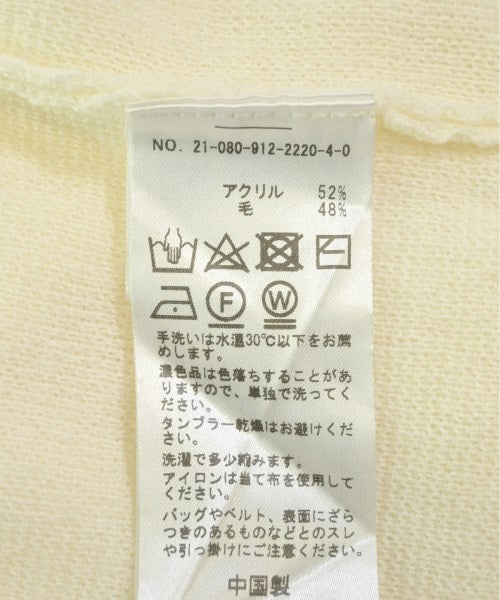 NO. 21-080-912-2220-4-0
アクリル 52%
毛 48%
F W
手洗いは水温30℃以下をお薦
めします。
濃色品は色落ちすることがあ
りますので、単独で洗ってく
ださい。
タンブラー乾燥はお避けくだ
さい。
洗濯で多少縮みます。
アイロンは当て布を使用して
ください。
バッグやベルト、表面にざら
つきのあるものなどとのスレ
や引っ掛けにご注意ください。
中国製